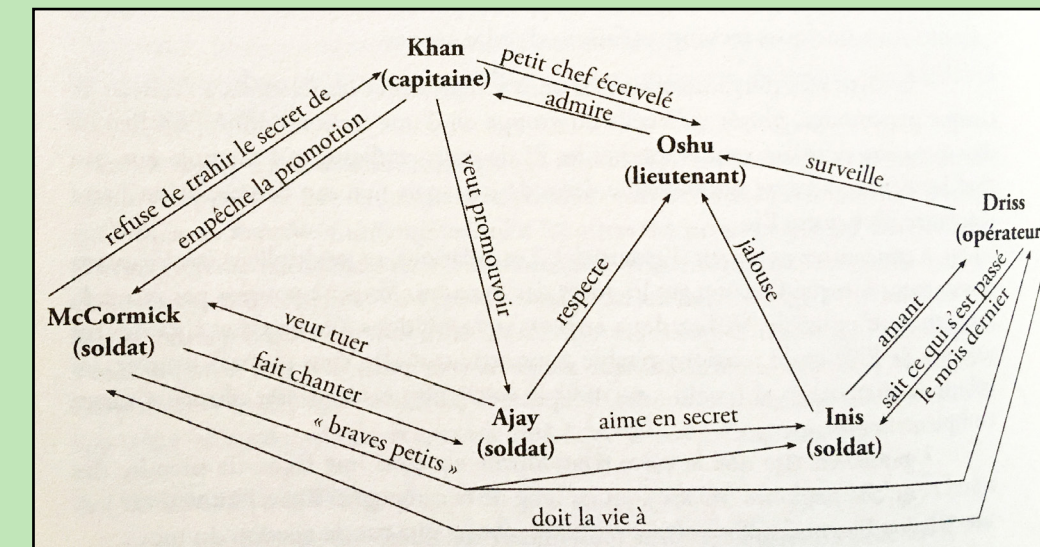 Khan
(capitaine)
petit chef écervelé
admire
Oshu
(lieutenant)
surveille
Driss
(opérateur
refuse de trahir le secret de
empêche la promotion
veut promouvoir
respecte
jalouse
McCormick
(soldat)
veut tuer
fait chanter
« braves petits »
amant
sait ce qui s'est passé
le mois dernier
Ajay
(soldat)
aime en secret
Inis
(soldat)
doit la vie à